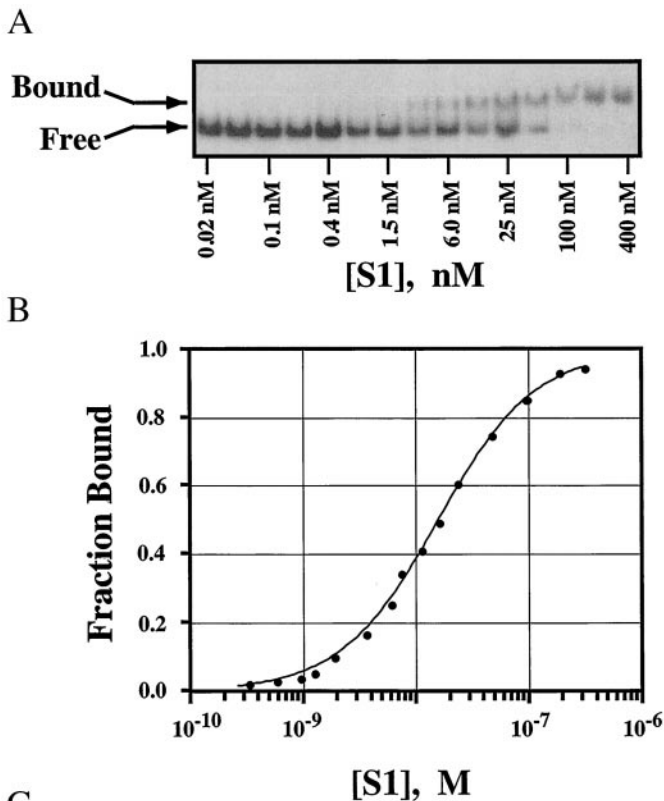 A
Bound
Free
0.02 nM
0.1 nM
0.4 nM
1.5 nM
6.0 nM
25 nM
100 nM
400 nM
[S1], nM
B
1.0
0.8
0.6
0.4
0.2
0.0
Fraction Bound
10-10
10-9
10-7
10-6
[S1], M